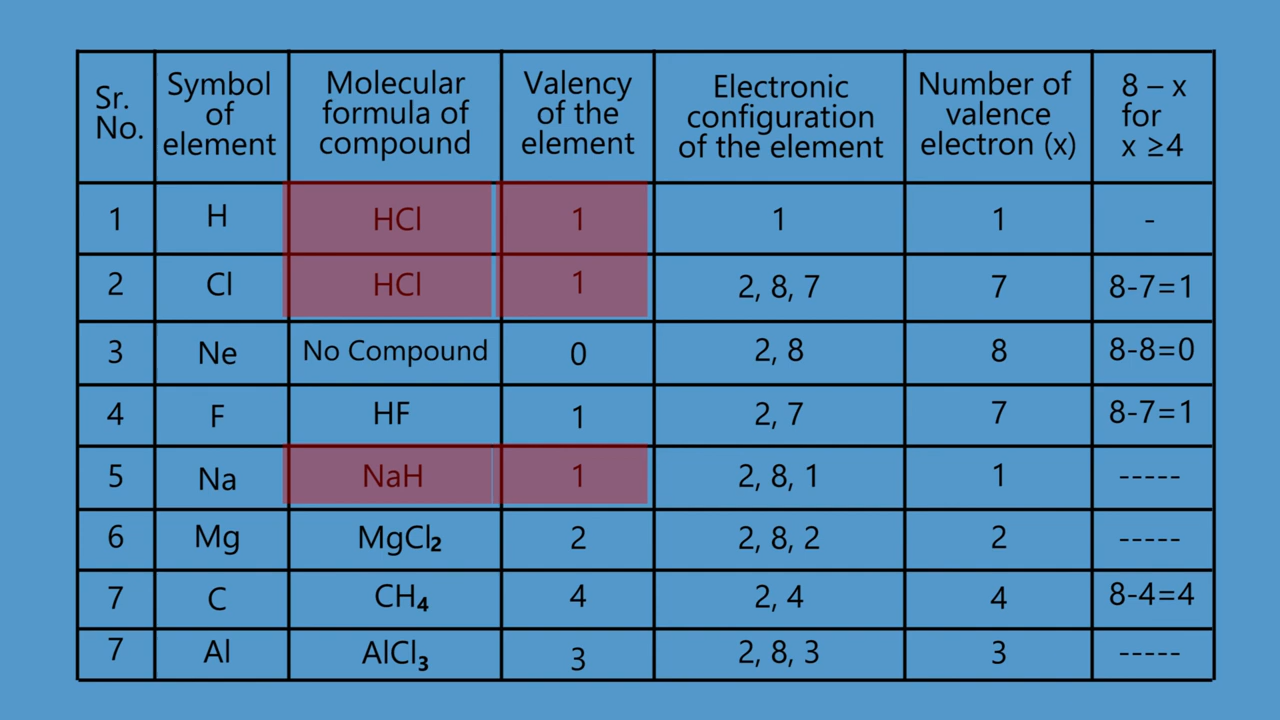 Sr. No. Symbol of element Molecular formula of compound Valency of the element Electronic configuration of the element Number of valence electron (x) 8 – x for x ≥4
1 H HCl 1 1 1 -
2 Cl HCl 1 2, 8, 7 7 8-7=1
3 Ne No Compound 0 2, 8 8 8-8=0
4 F HF 1 2, 7 7 8-7=1
5 Na NaH 1 2, 8, 1 1 -----
6 Mg MgCl₂ 2 2, 8, 2 2 -----
7 C CH₄ 4 2, 4 4 8-4=4
7 Al AlCl₃ 3 2, 8, 3 3 -----